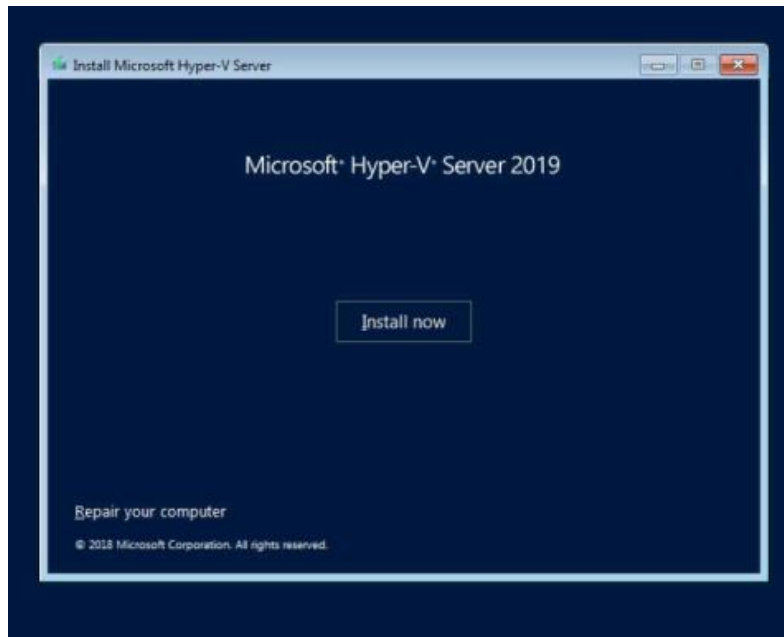 Install Microsoft Hyper-V Server
Microsoft® Hyper-V® Server 2019
Install now
Repair your computer
© 2018 Microsoft Corporation. All rights reserved.